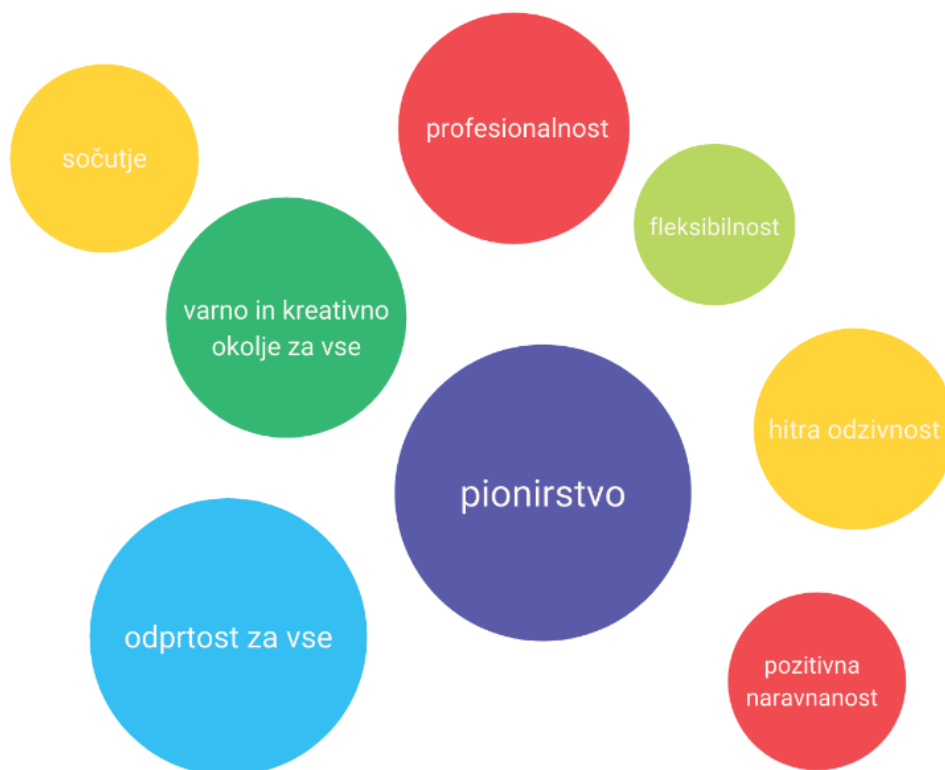 profesionalnost
sočutje
fleksibilnost
varno in kreativno
okolje za vse
hitra odzivnost
pionirstvo
odprtost za vse
pozitivna
naravnanost